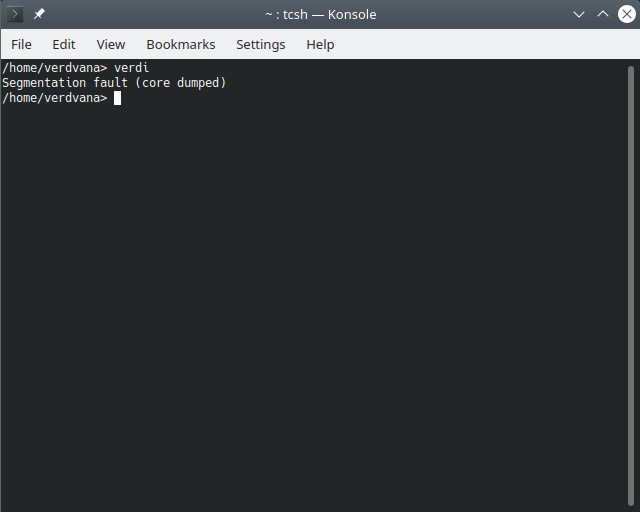 ~ : tcsh — Konsole
File Edit View Bookmarks Settings Help
/home/verdvana> verdi
Segmentation fault (core dumped)
/home/verdvana>